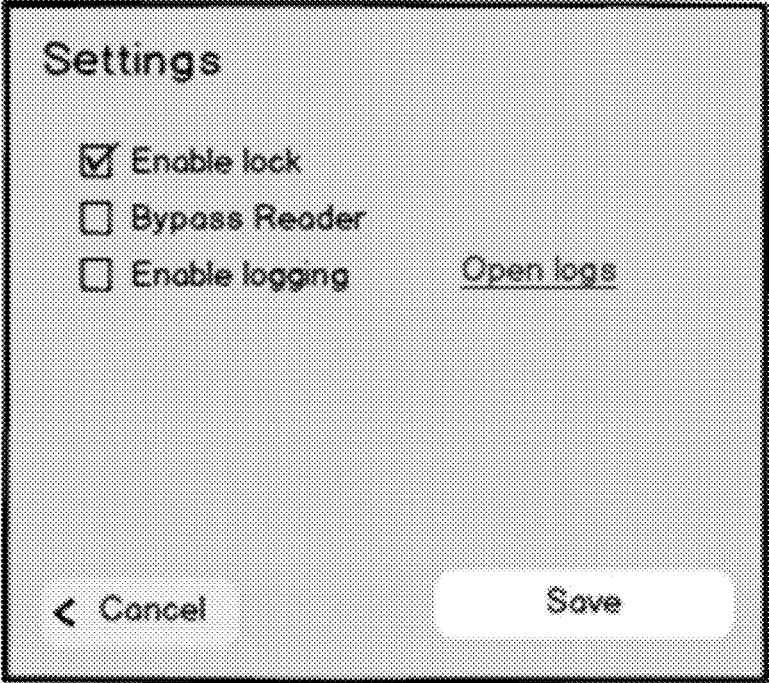 Settings
Enable lock
Bypass Reader
Enable logging Open logs
Cancel Save